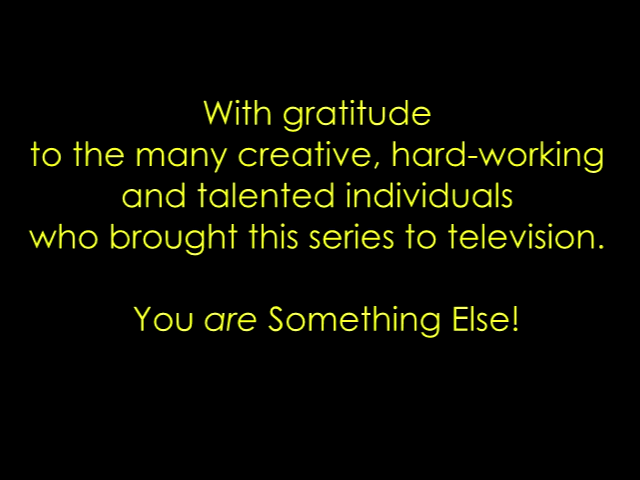 With gratitude
to the many creative, hard-working
and talented individuals
who brought this series to television.
You are Something Else!